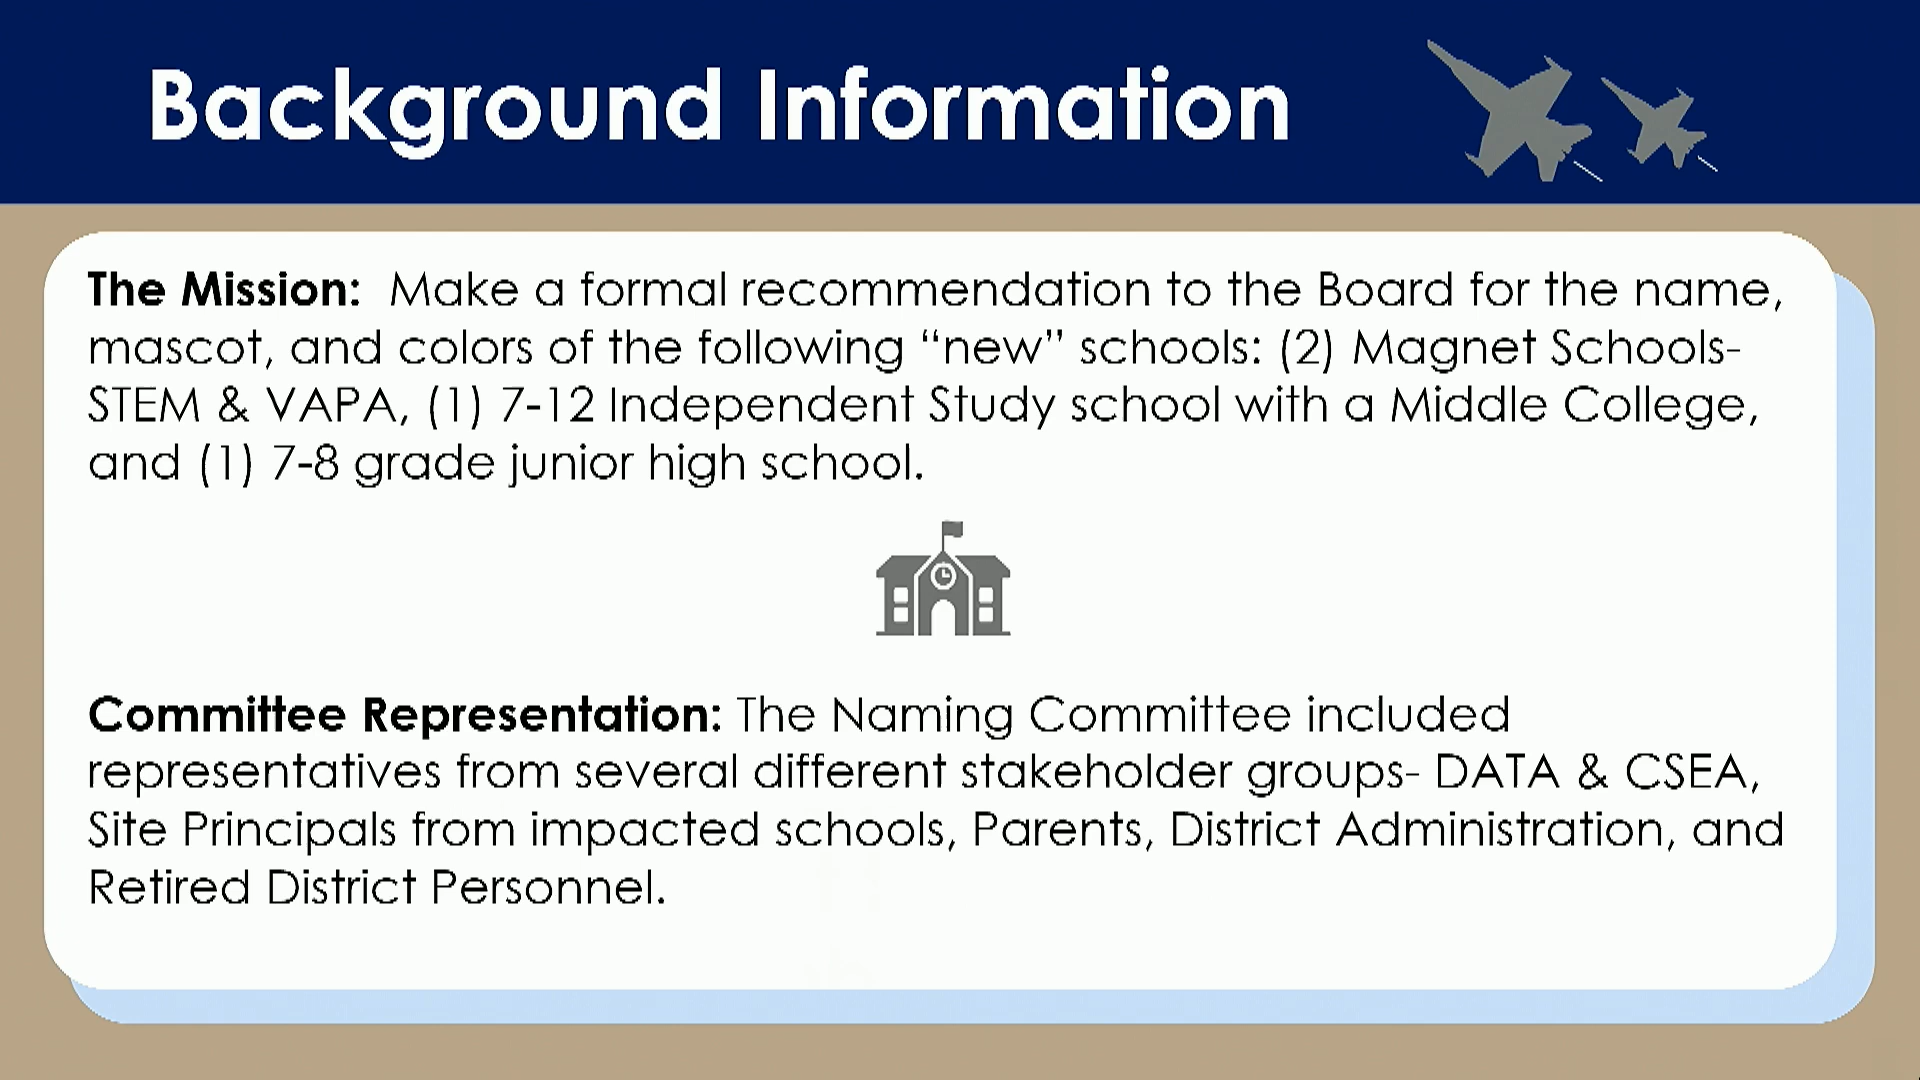 Background Information
The Mission:  Make a formal recommendation to the Board for the name,
mascot, and colors of the following “new” schools: (2) Magnet Schools-
STEM & VAPA, (1) 7-12 Independent Study school with a Middle College,
and (1) 7-8 grade junior high school.
Committee Representation: The Naming Committee included
representatives from several different stakeholder groups- DATA & CSEA,
Site Principals from impacted schools, Parents, District Administration, and
Retired District Personnel.